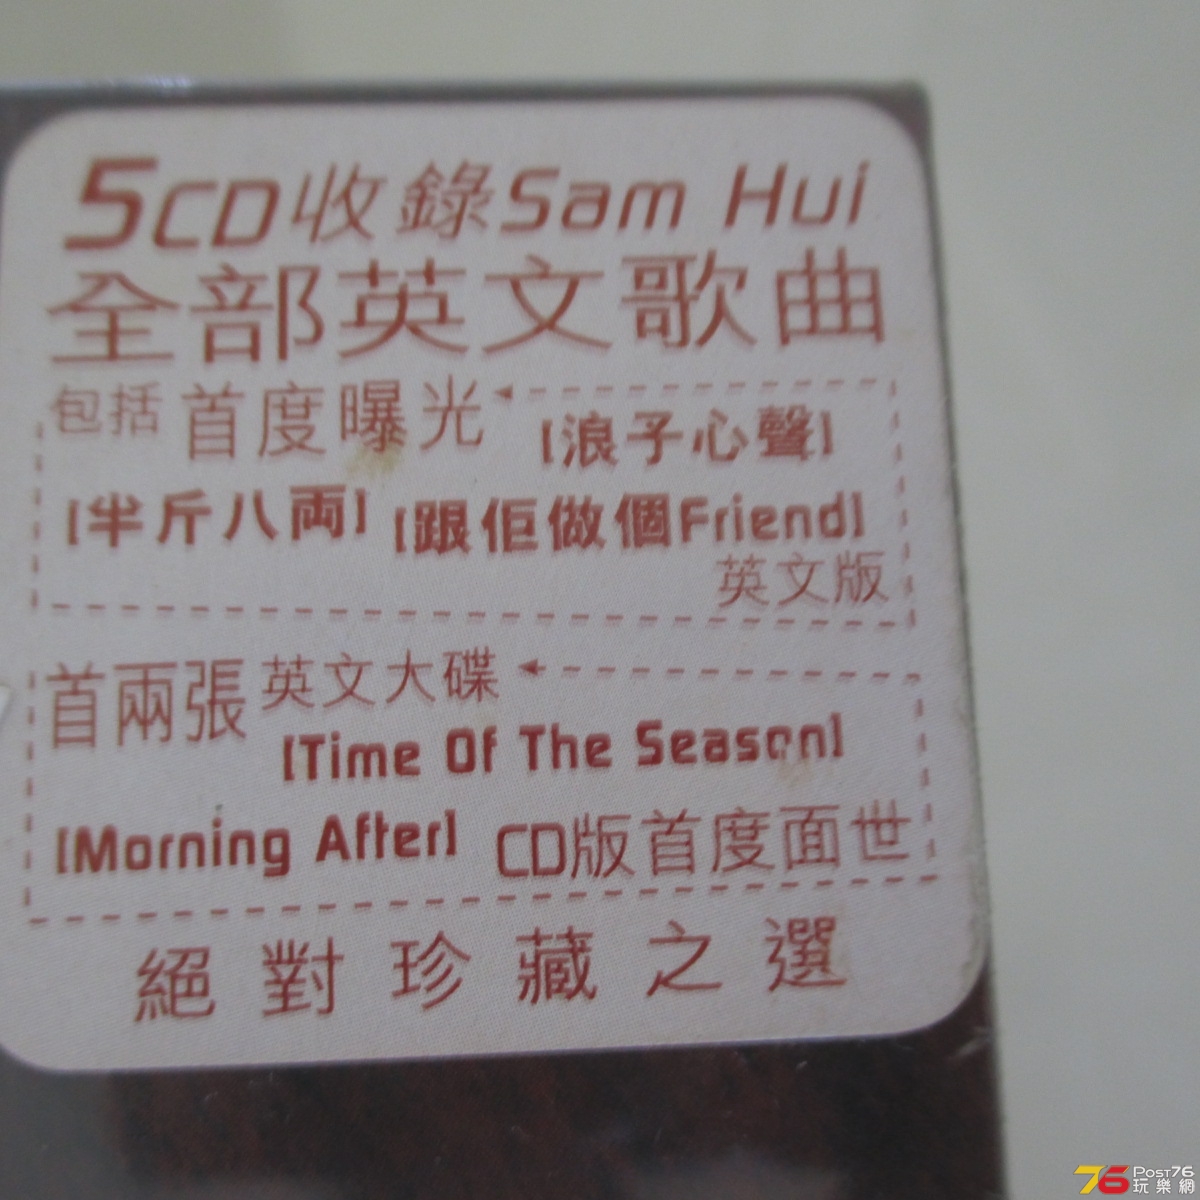 5CD收錄Sam Hui
全部英文歌曲
包括首度曝光
[浪子心聲]
[半斤八両] [跟佢做個Friend]
英文版
首兩張英文大碟
[Time Of The Season]
[Morning After] CD版首度面世
絕對珍藏之選
76 POST76
玩樂網